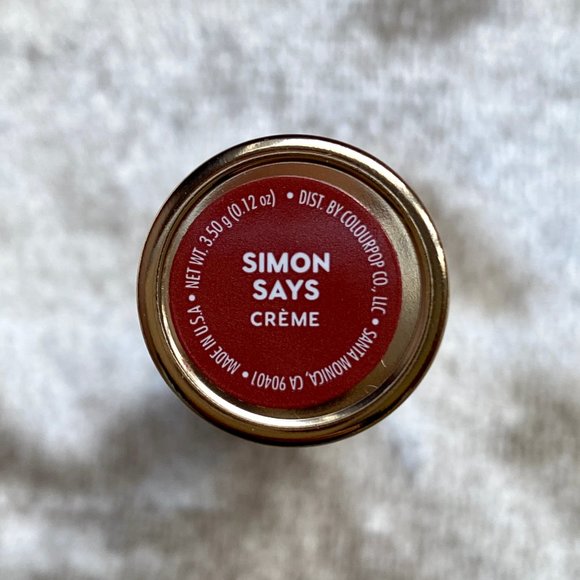 SIMON
SAYS
CRÈME
NET WT. 3.50 g (0.12 oz) • DIST. BY COLOURPOP CO., LLC • SANTA MONICA, CA 90401 • MADE IN U.S.A •